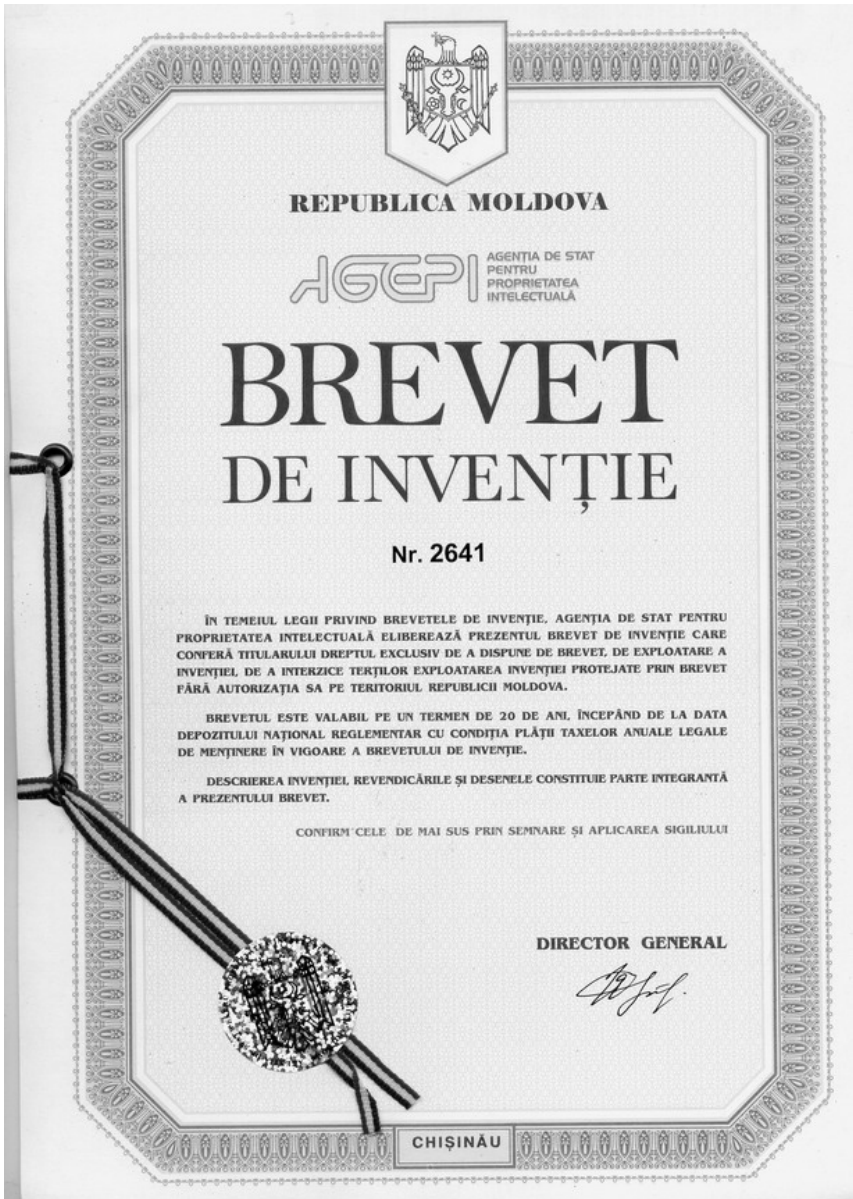 REPUBLICA MOLDOVA
AGEPI
AGENȚIA DE STAT
PENTRU
PROPRIETATEA
INTELECTUALĂ
BREVET
DE INVENȚIE
Nr. 2641
ÎN TEMEIUL LEGII PRIVIND BREVETELE DE INVENȚIE, AGENȚIA DE STAT PENTRU
PROPRIETATEA INTELECTUALĂ ELIBEREAZĂ PREZENTUL BREVET DE INVENȚIE CARE
CONFERĂ TITULARULUI DREPTUL EXCLUSIV DE A DISPUNE DE BREVET, DE EXPLOATARE A
INVENȚIEI, DE A INTERZICE TERȚILOR EXPLOATAREA INVENȚIEI PROTEJATE PRIN BREVET
FĂRĂ AUTORIZAȚIA SA PE TERITORIUL REPUBLICII MOLDOVA.
BREVETUL ESTE VALABIL PE UN TERMEN DE 20 DE ANI, ÎNCEPÂND DE LA DATA
DEPOZITULUI NAȚIONAL REGLEMENTAR CU CONDIȚIA PLĂȚII TAXELOR ANUALE LEGALE
DE MENȚINERE ÎN VIGOARE A BREVETULUI DE INVENȚIE.
DESCRIEREA INVENȚIEI, REVENDICĂRILE ȘI DESENELE CONSTITUIE PARTE INTEGRANTĂ
A PREZENTULUI BREVET.
CONFIRM CELE DE MAI SUS PRIN SEMNARE ȘI APLICAREA SIGILIULUI
DIRECTOR GENERAL
CHIȘINĂU